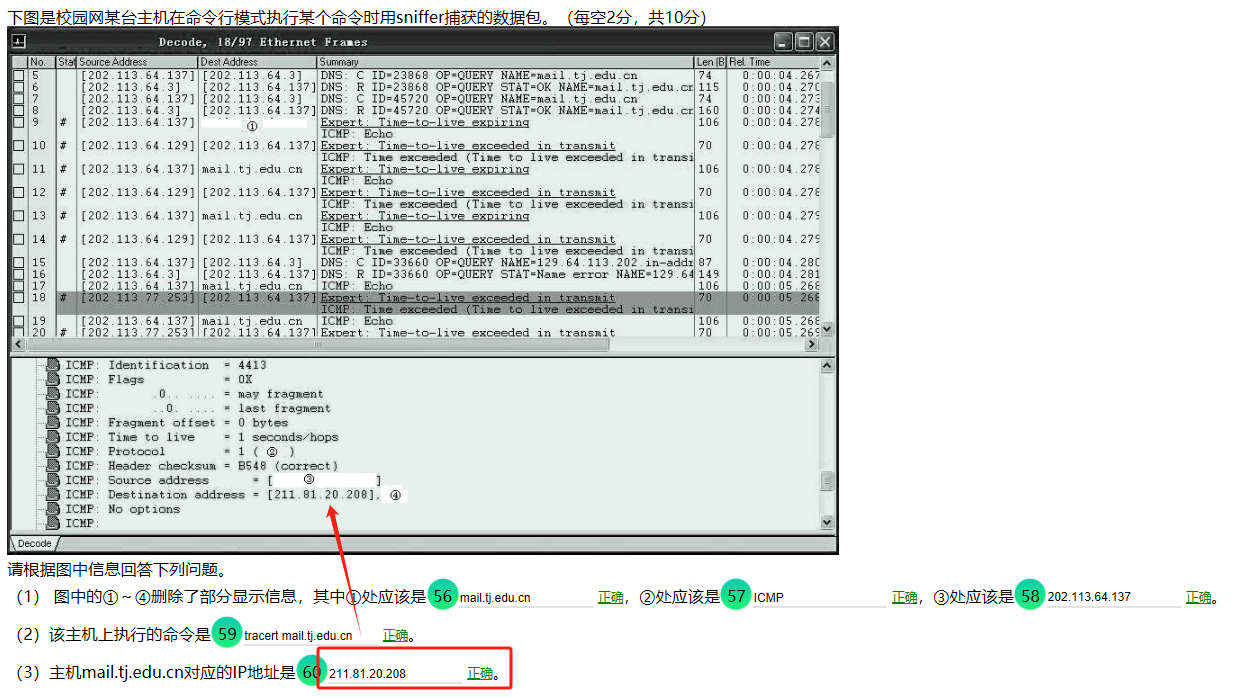 下图是校园网某台主机在命令行模式执行某个命令时用sniffer捕获的数据包。（每空2分，共10分）
Decode, 18/97 Ethernet Frames
No. Stat Source Address Dest Address Summary Len (B Rel. Time
5 [202.113.64.137] [202.113.64.3] DNS: C ID=23868 OP=QUERY NAME=mail.tj.edu.cn 74 0:00:04.267
6 [202.113.64.3] [202.113.64.137] DNS: R ID=23868 OP=QUERY STAT=OK NAME=mail.tj.edu.cn 115 0:00:04.270
7 [202.113.64.137] [202.113.64.3] DNS: C ID=45720 OP=QUERY NAME=mail.tj.edu.cn 74 0:00:04.273
8 [202.113.64.3] [202.113.64.137] DNS: R ID=45720 OP=QUERY STAT=OK NAME=mail.tj.edu.cn 160 0:00:04.274
9 # [202.113.64.137] ① Expert: Time-to-live expiring 106 0:00:04.278
ICMP: Echo
10 # [202.113.64.129] [202.113.64.137] Expert: Time-to-live exceeded in transmit 70 0:00:04.278
ICMP: Time exceeded (Time to live exceeded in transi
11 # [202.113.64.137] mail.tj.edu.cn Expert: Time-to-live expiring 106 0:00:04.278
ICMP: Echo
12 # [202.113.64.129] [202.113.64.137] Expert: Time-to-live exceeded in transmit 70 0:00:04.278
ICMP: Time exceeded (Time to live exceeded in transi
13 # [202.113.64.137] mail.tj.edu.cn Expert: Time-to-live expiring 106 0:00:04.279
ICMP: Echo
14 # [202.113.64.129] [202.113.64.137] Expert: Time-to-live exceeded in transmit 70 0:00:04.279
ICMP: Time exceeded (Time to live exceeded in transi
15 [202.113.64.137] [202.113.64.3] DNS: C ID=33660 OP=QUERY NAME=129.64.113.202.in-addr 87 0:00:04.280
16 [202.113.64.3] [202.113.64.137] DNS: R ID=33660 OP=QUERY STAT=Name error NAME=129.64 149 0:00:04.281
17 [202.113.64.137] mail.tj.edu.cn ICMP: Echo 106 0:00:05.268
18 # [202.113.77.253] [202.113.64.137] Expert: Time-to-live exceeded in transmit 70 0:00:05.268
ICMP: Time exceeded (Time to live exceeded in transi
19 [202.113.64.137] mail.tj.edu.cn ICMP: Echo 106 0:00:05.268
20 # [202.113.77.253] [202.113.64.137] Expert: Time-to-live exceeded in transmit 70 0:00:05.269
ICMP: Identification = 4413
ICMP: Flags = 0X
ICMP: .0.. .... = may fragment
ICMP: ..0. .... = last fragment
ICMP: Fragment offset = 0 bytes
ICMP: Time to live = 1 seconds/hops
ICMP: Protocol = 1 ( ② )
ICMP: Header checksum = B548 (correct)
ICMP: Source address = [ ③ ]
ICMP: Destination address = [211.81.20.208], ④
ICMP: No options
ICMP:
Decode
请根据图中信息回答下列问题。
（1） 图中的①～④删除了部分显示信息，其中①处应该是 56 mail.tj.edu.cn 正确，②处应该是 57 ICMP 正确，③处应该是 58 202.113.64.137 正确。
（2）该主机上执行的命令是 59 tracert mail.tj.edu.cn 正确。
（3）主机mail.tj.edu.cn对应的IP地址是 60 211.81.20.208 正确。